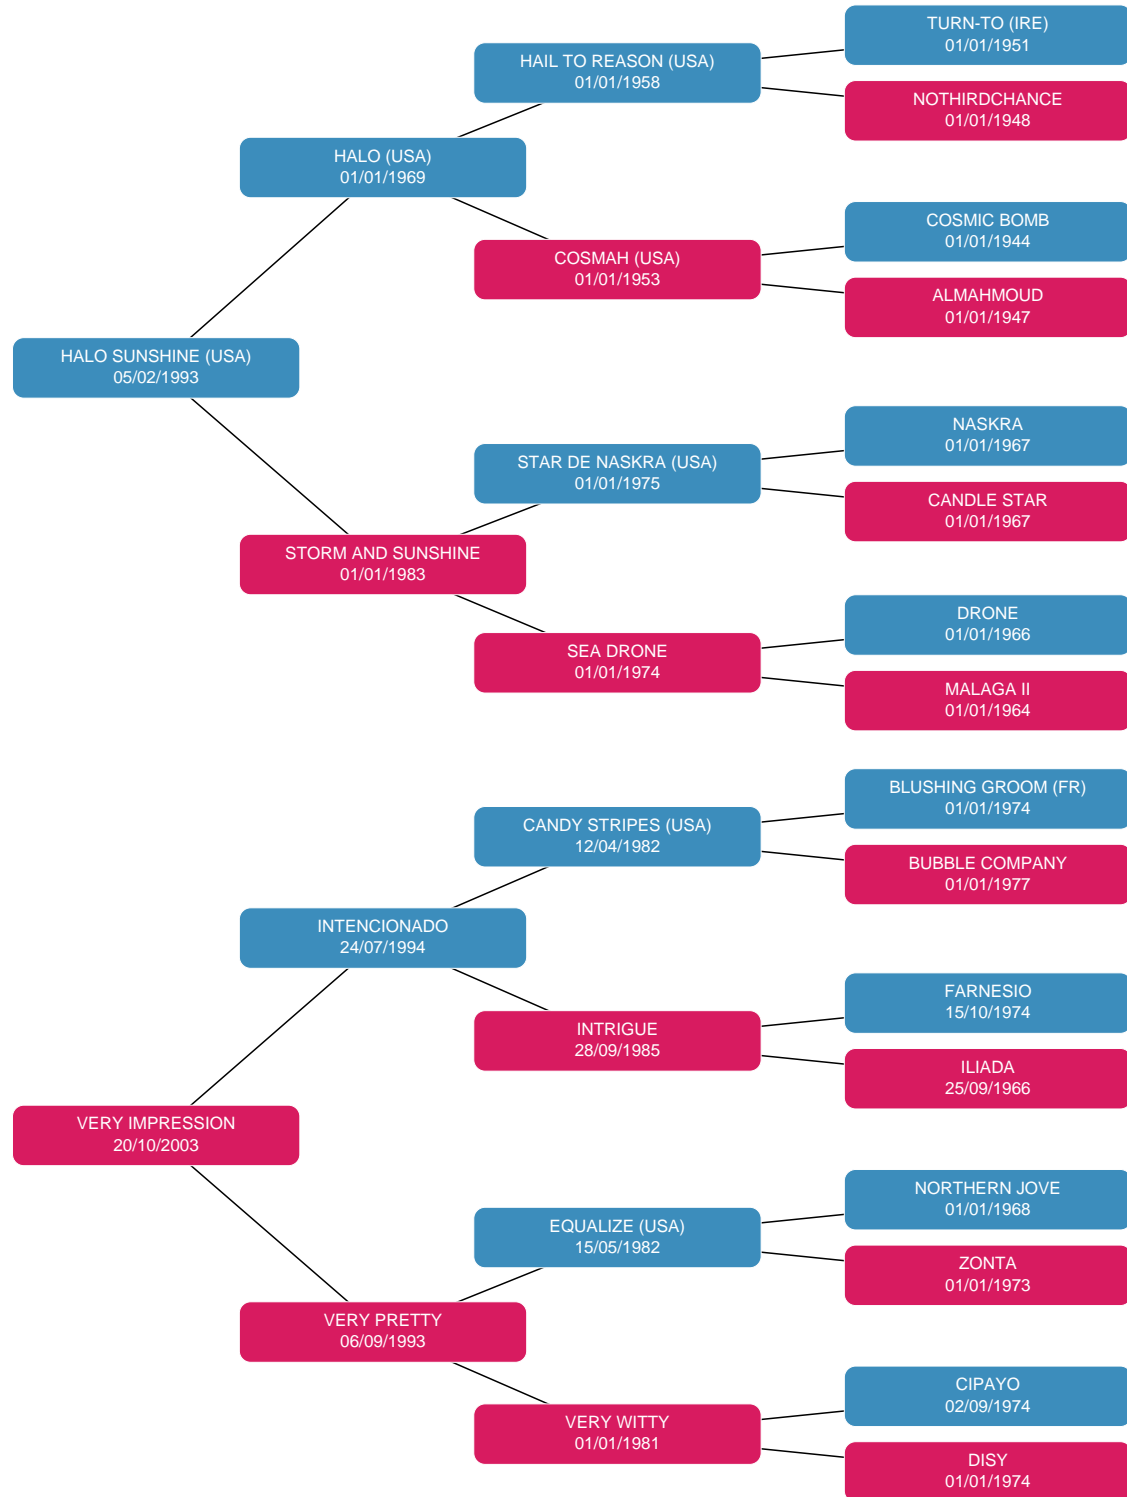 TURN-TO (IRE)
01/01/1951
HAIL TO REASON (USA)
01/01/1958
NOTHIRDCHANCE
01/01/1948
HALO (USA)
01/01/1969
COSMIC BOMB
01/01/1944
COSMAH (USA)
01/01/1953
ALMAHMOUD
01/01/1947
HALO SUNSHINE (USA)
05/02/1993
NASKRA
01/01/1967
STAR DE NASKRA (USA)
01/01/1975
CANDLE STAR
01/01/1967
STORM AND SUNSHINE
01/01/1983
DRONE
01/01/1966
SEA DRONE
01/01/1974
MALAGA II
01/01/1964
BLUSHING GROOM (FR)
01/01/1974
CANDY STRIPES (USA)
12/04/1982
BUBBLE COMPANY
01/01/1977
INTENCIONADO
24/07/1994
FARNESIO
15/10/1974
INTRIGUE
28/09/1985
ILIADA
25/09/1966
VERY IMPRESSION
20/10/2003
NORTHERN JOVE
01/01/1968
EQUALIZE (USA)
15/05/1982
ZONTA
01/01/1973
VERY PRETTY
06/09/1993
CIPAYO
02/09/1974
VERY WITTY
01/01/1981
DISY
01/01/1974